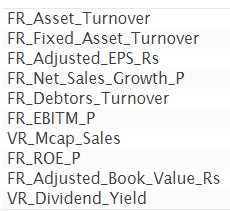 FR_Asset_Turnover
FR_Fixed_Asset_Turnover
FR_Adjusted_EPS_Rs
FR_Net_Sales_Growth_P
FR_Debtors_Turnover
FR_EBITM_P
VR_Mcap_Sales
FR_ROE_P
FR_Adjusted_Book_Value_Rs
VR_Dividend_Yield